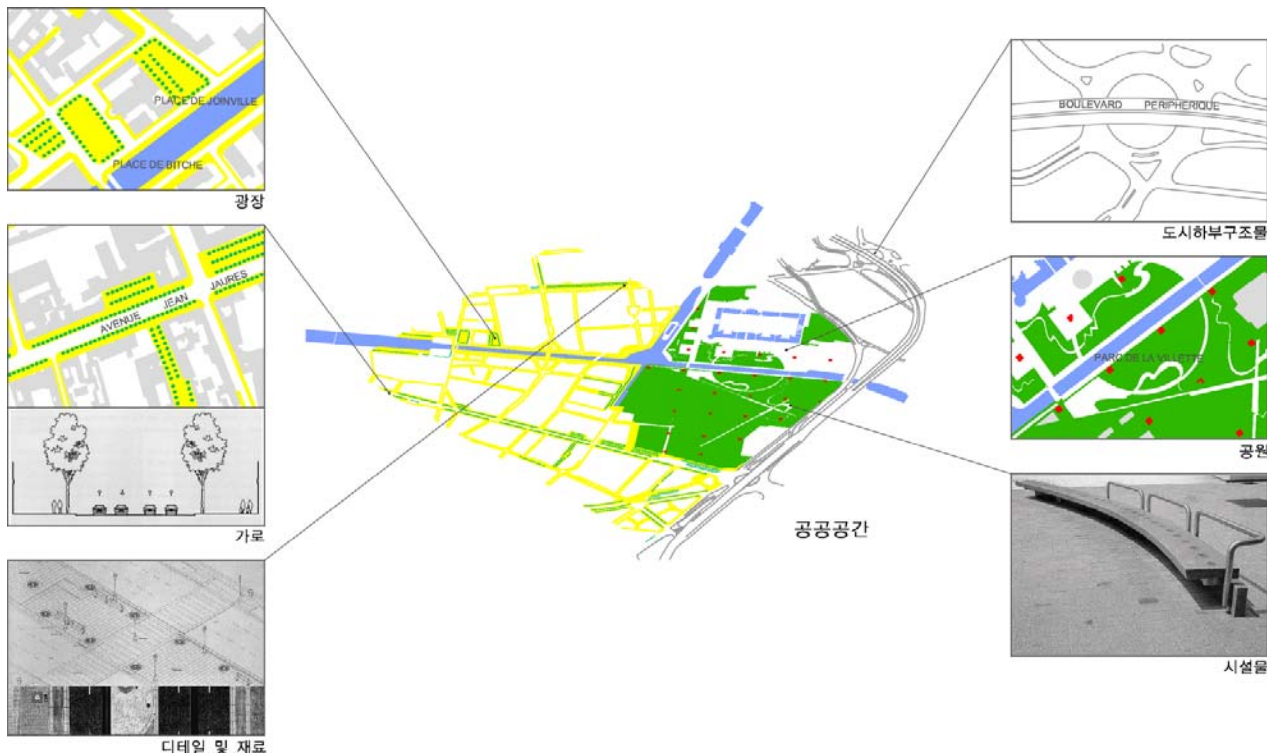 PLACE DE JOINVILLE
PLACE DE BITCHE
광장
AVENUE JEAN JAURES
가로
디테일 및 재료
공공공간
BOULEVARD PERIPHERIQUE
도시하부구조물
PARC DE LA VILLETTE
공원
시설물